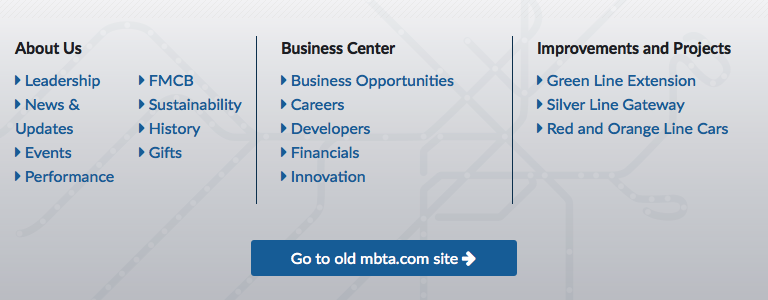 About Us
Leadership
News &
Updates
Events
Performance
FMCB
Sustainability
History
Gifts
Business Center
Business Opportunities
Careers
Developers
Financials
Innovation
Improvements and Projects
Green Line Extension
Silver Line Gateway
Red and Orange Line Cars
Go to old mbta.com site